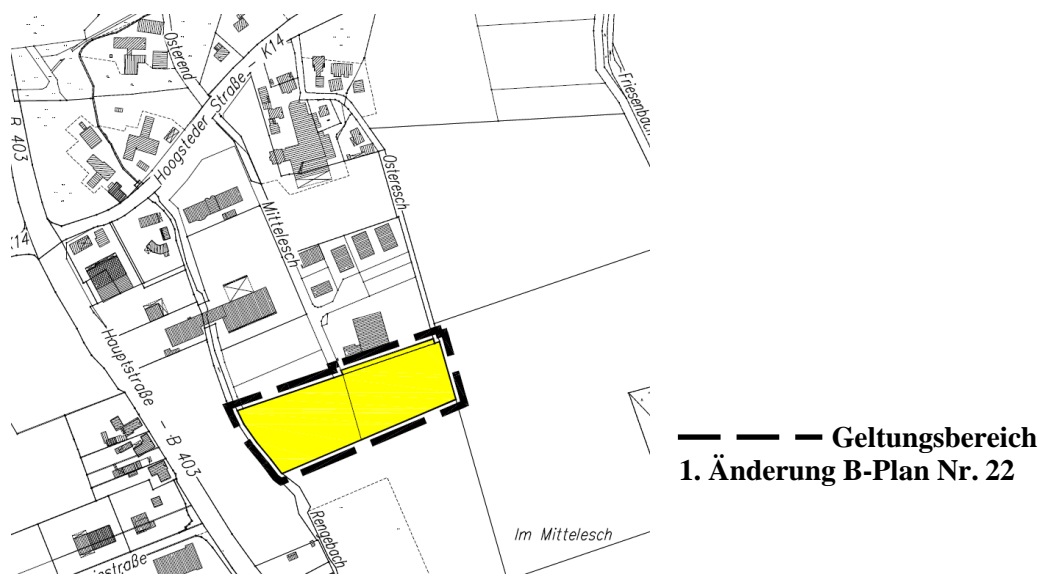 Osterend
Hoogsteder Straße - K14
Friesenbach
B 403
Osteresch
Mittelesch
K14
Hauptstraße - B 403
Geltungsbereich
1. Änderung B-Plan Nr. 22
Rengebach
Im Mittelesch